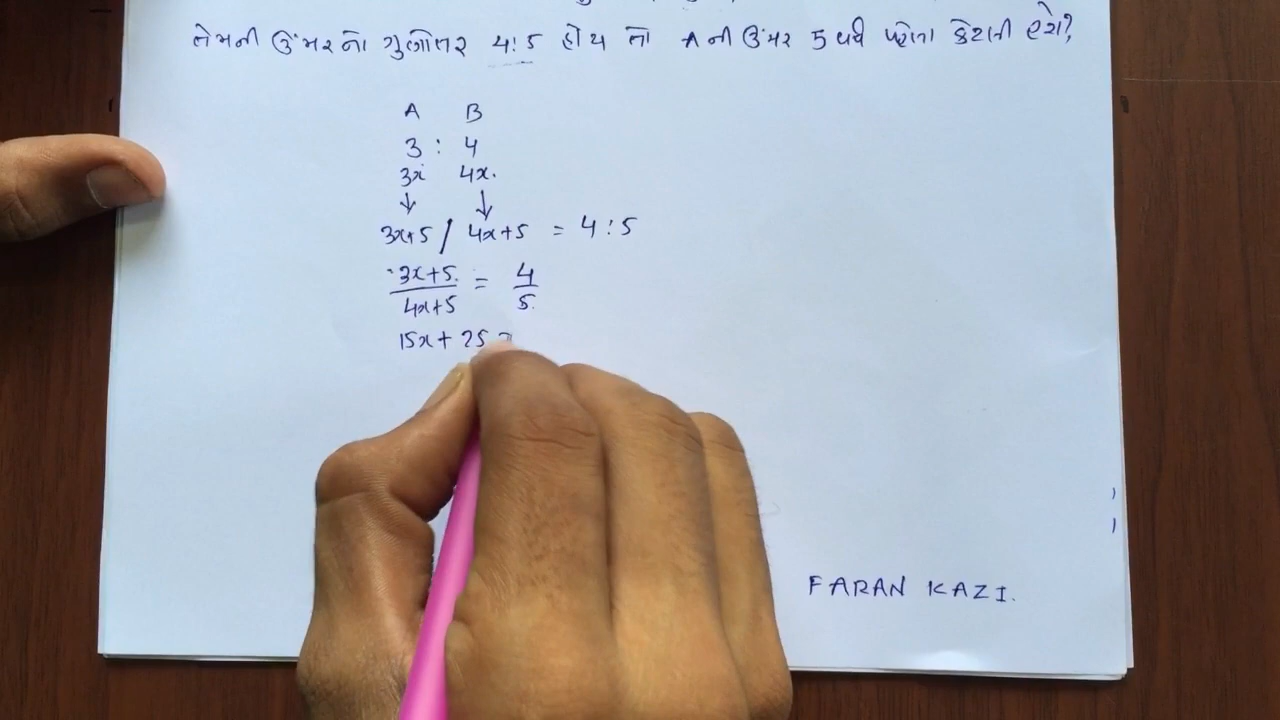 તેમની ઉંમરનો ગુણોત્તર 4:5 હોય તો A ની ઉંમર 5 વર્ષ પહેલા કેટલી હશે?
A B
3 : 4
3x 4x.
↓ ↓
3x+5 / 4x+5 = 4:5
3x+5 / 4x+5 = 4 / 5
15x + 25 =
FARAN KAZI.